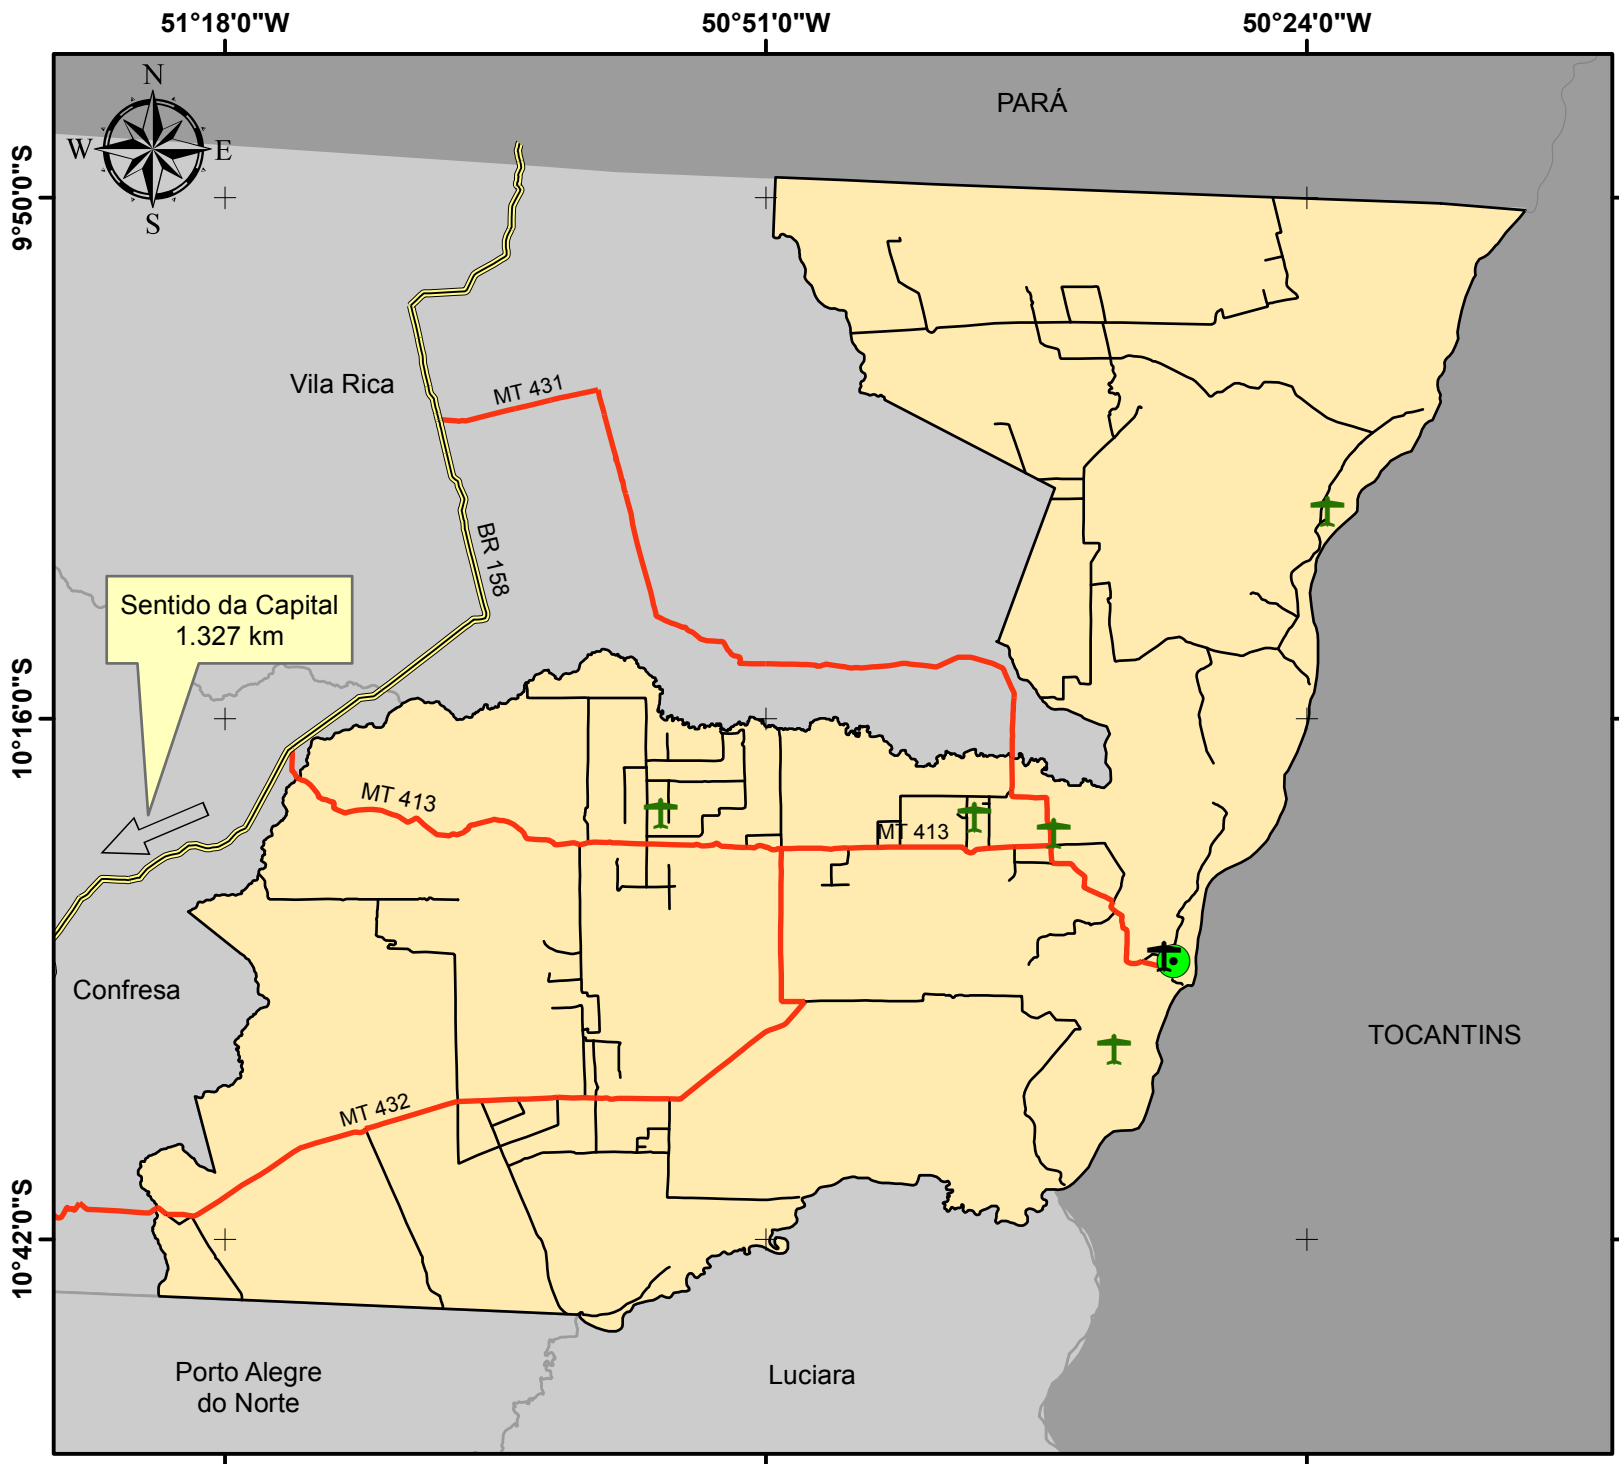 51°18'0"W
50°51'0"W
50°24'0"W
N
W
E
S
PARÁ
9°50'0"S
Vila Rica
MT 431
BR 158
Sentido da Capital
1.327 km
10°16'0"S
MT 413
MT 413
Confresa
TOCANTINS
MT 432
10°42'0"S
Porto Alegre
do Norte
Luciara